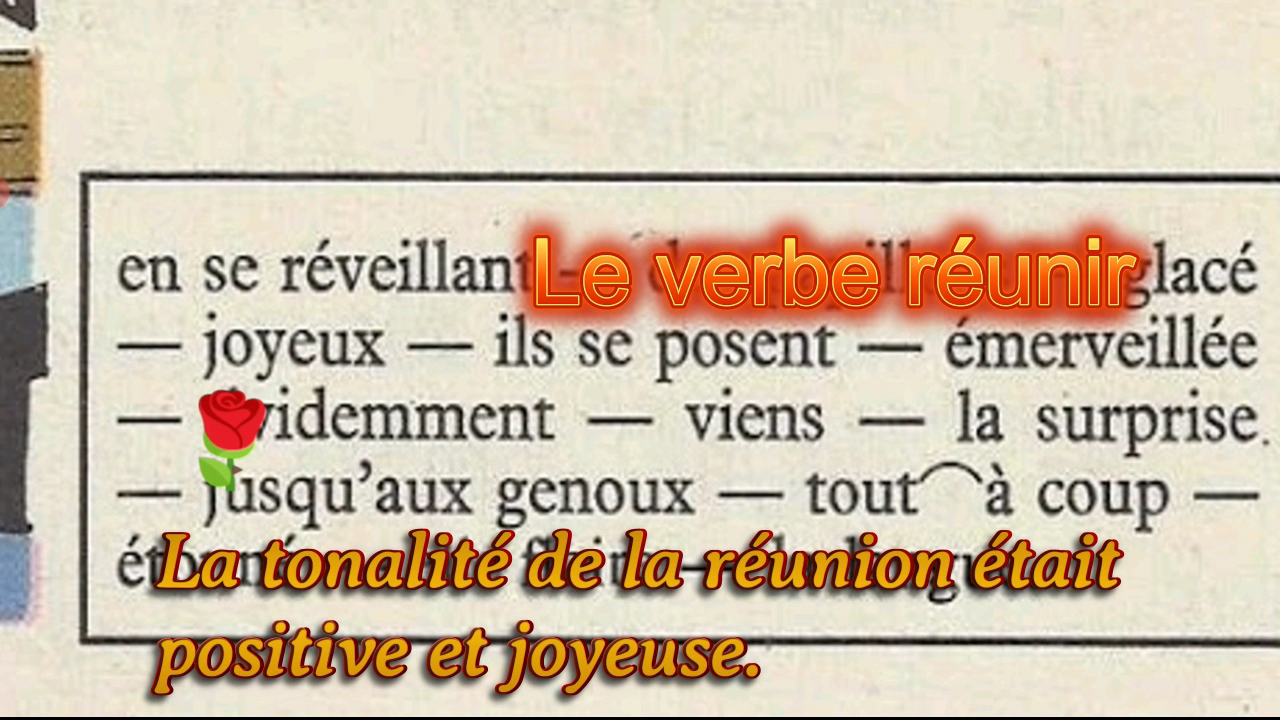 en se réveillant glacé
Le verbe réunir
— joyeux — ils se posent — émerveillée
— évidemment — viens — la surprise.
— jusqu'aux genoux — tout à coup —
La tonalité de la réunion était
positive et joyeuse.